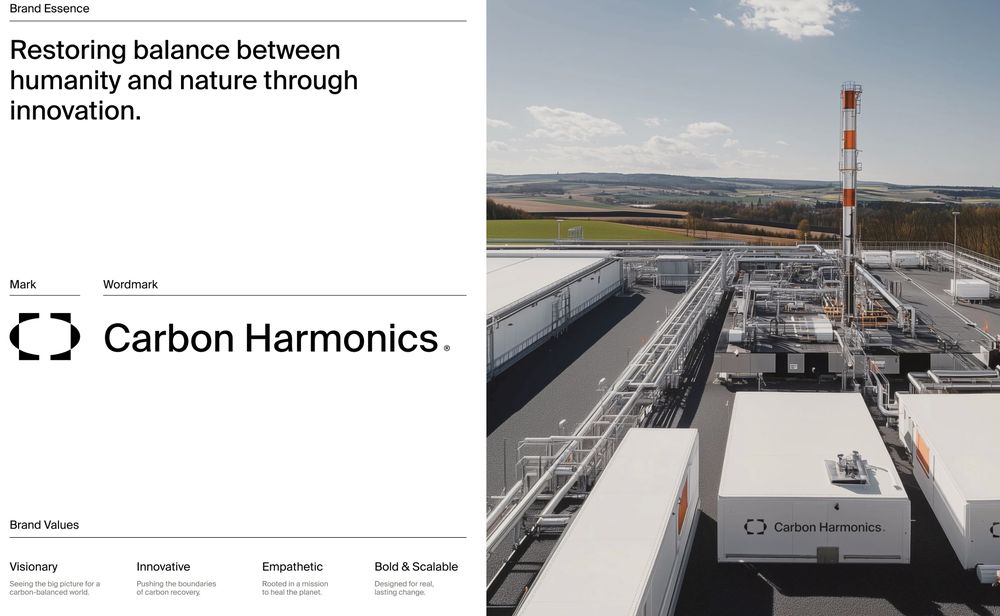 Brand Essence
Restoring balance between
humanity and nature through
innovation.
Mark
Wordmark
Carbon Harmonics®
Brand Values
Visionary
Seeing the big picture for a
carbon-balanced world.
Innovative
Pushing the boundaries
of carbon recovery.
Empathetic
Rooted in a mission
to heal the planet.
Bold & Scalable
Designed for real,
lasting change.
Carbon Harmonics